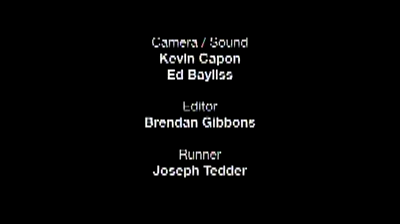 Camera / Sound
Kevin Capon
Ed Bayliss
Editor
Brendan Gibbons
Runner
Joseph Tedder